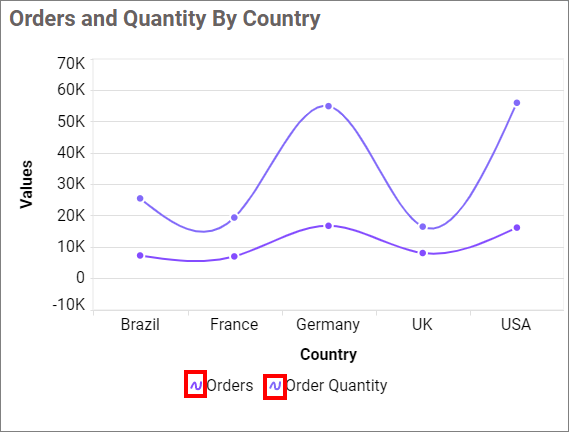 Orders and Quantity By Country
70K
60K
50K
40K
30K
20K
10K
0
-10K
Values
Brazil France Germany UK USA
Country
Orders Order Quantity